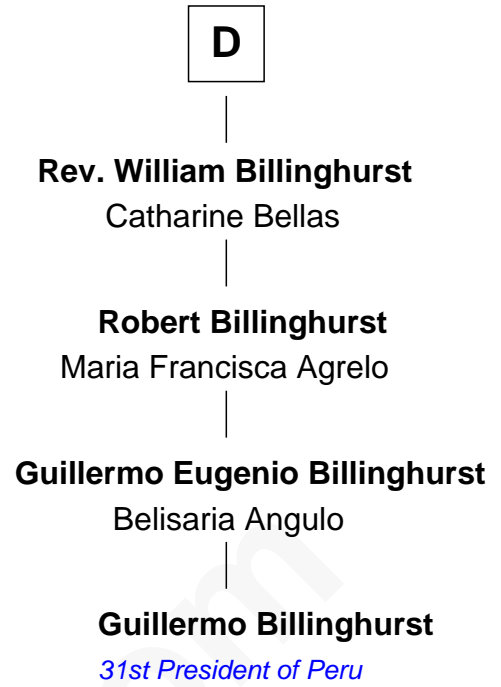 D
Rev. William Billinghurst
Catharine Bellas
Robert Billinghurst
Maria Francisca Agrelo
Guillermo Eugenio Billinghurst
Belisaria Angulo
Guillermo Billinghurst
31st President of Peru